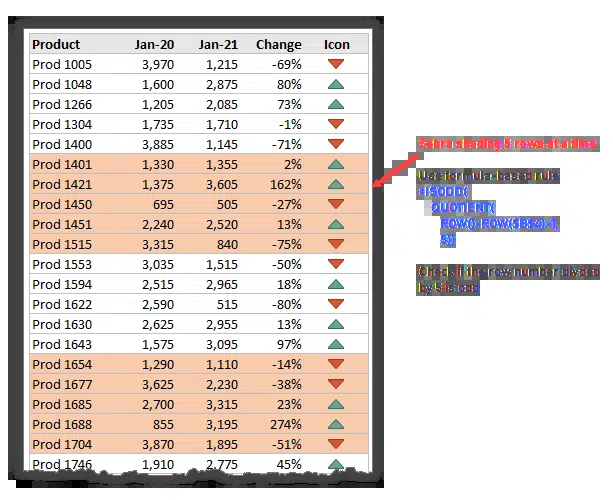 Product Jan-20 Jan-21 Change Icon
Prod 1005 3,970 1,215 -69%
Prod 1048 1,600 2,875 80%
Prod 1266 1,205 2,085 73%
Prod 1304 1,735 1,710 -1%
Prod 1400 3,885 1,145 -71%
Prod 1401 1,330 1,355 2%
Prod 1421 1,375 3,605 162%
Prod 1450 695 505 -27%
Prod 1451 2,240 2,520 13%
Prod 1515 3,315 840 -75%
Prod 1553 3,035 1,515 -50%
Prod 1594 2,515 2,965 18%
Prod 1622 2,590 515 -80%
Prod 1630 2,625 2,955 13%
Prod 1643 1,575 3,095 97%
Prod 1654 1,290 1,110 -14%
Prod 1677 3,625 2,230 -38%
Prod 1685 2,700 3,315 23%
Prod 1688 855 3,195 274%
Prod 1704 3,870 1,895 -51%
Prod 1746 1,910 2,775 45%
Zebra shading 5 rows at a time
Use formula-based rule
=ISODD(
QUOTIENT(
5))
Check if the row number divided
by 5 is odd